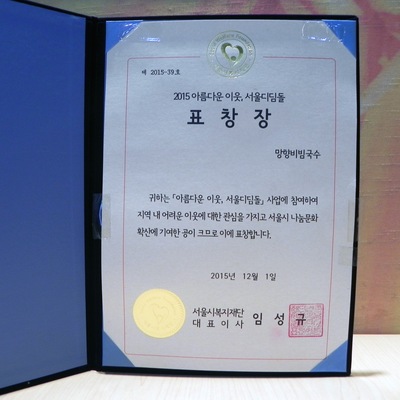 제 2015-39호
2015 아름다운 이웃, 서울디딤돌
표 창 장
망향비빔국수
귀하는 「아름다운 이웃, 서울디딤돌」 사업에 참여하여
지역 내 어려운 이웃에 대한 관심을 가지고 서울시 나눔문화
확산에 기여한 공이 크므로 이에 표창합니다.
2015년 12월 1일
서울시복지재단
대표이사 임성규